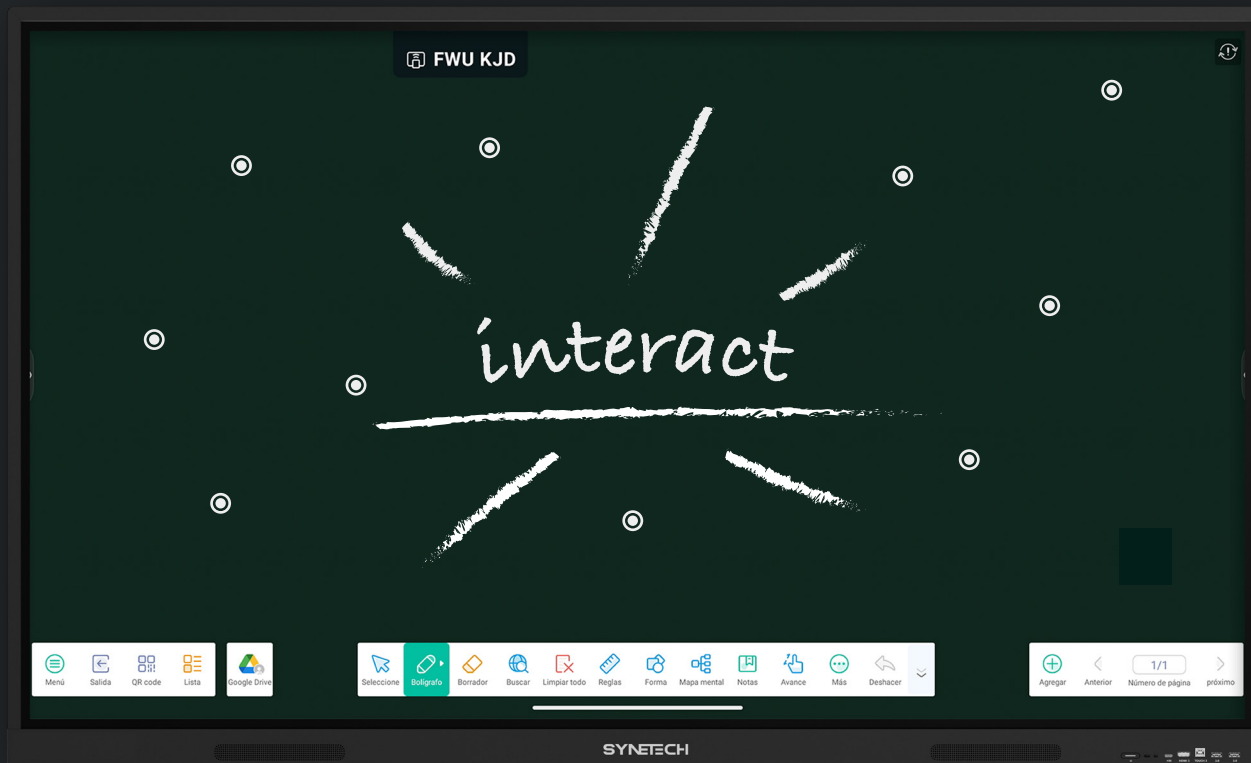 FWU KJD
interact
Menú
Salida
QR code
Lista
Google Drive
Seleccione
Bolígrafo
Borrador
Buscar
Limpiar todo
Reglas
Forma
Mapa mental
Notas
Avance
Más
Deshacer
Agregar
Anterior
1/1
Número de página
próximo
SYNETECH